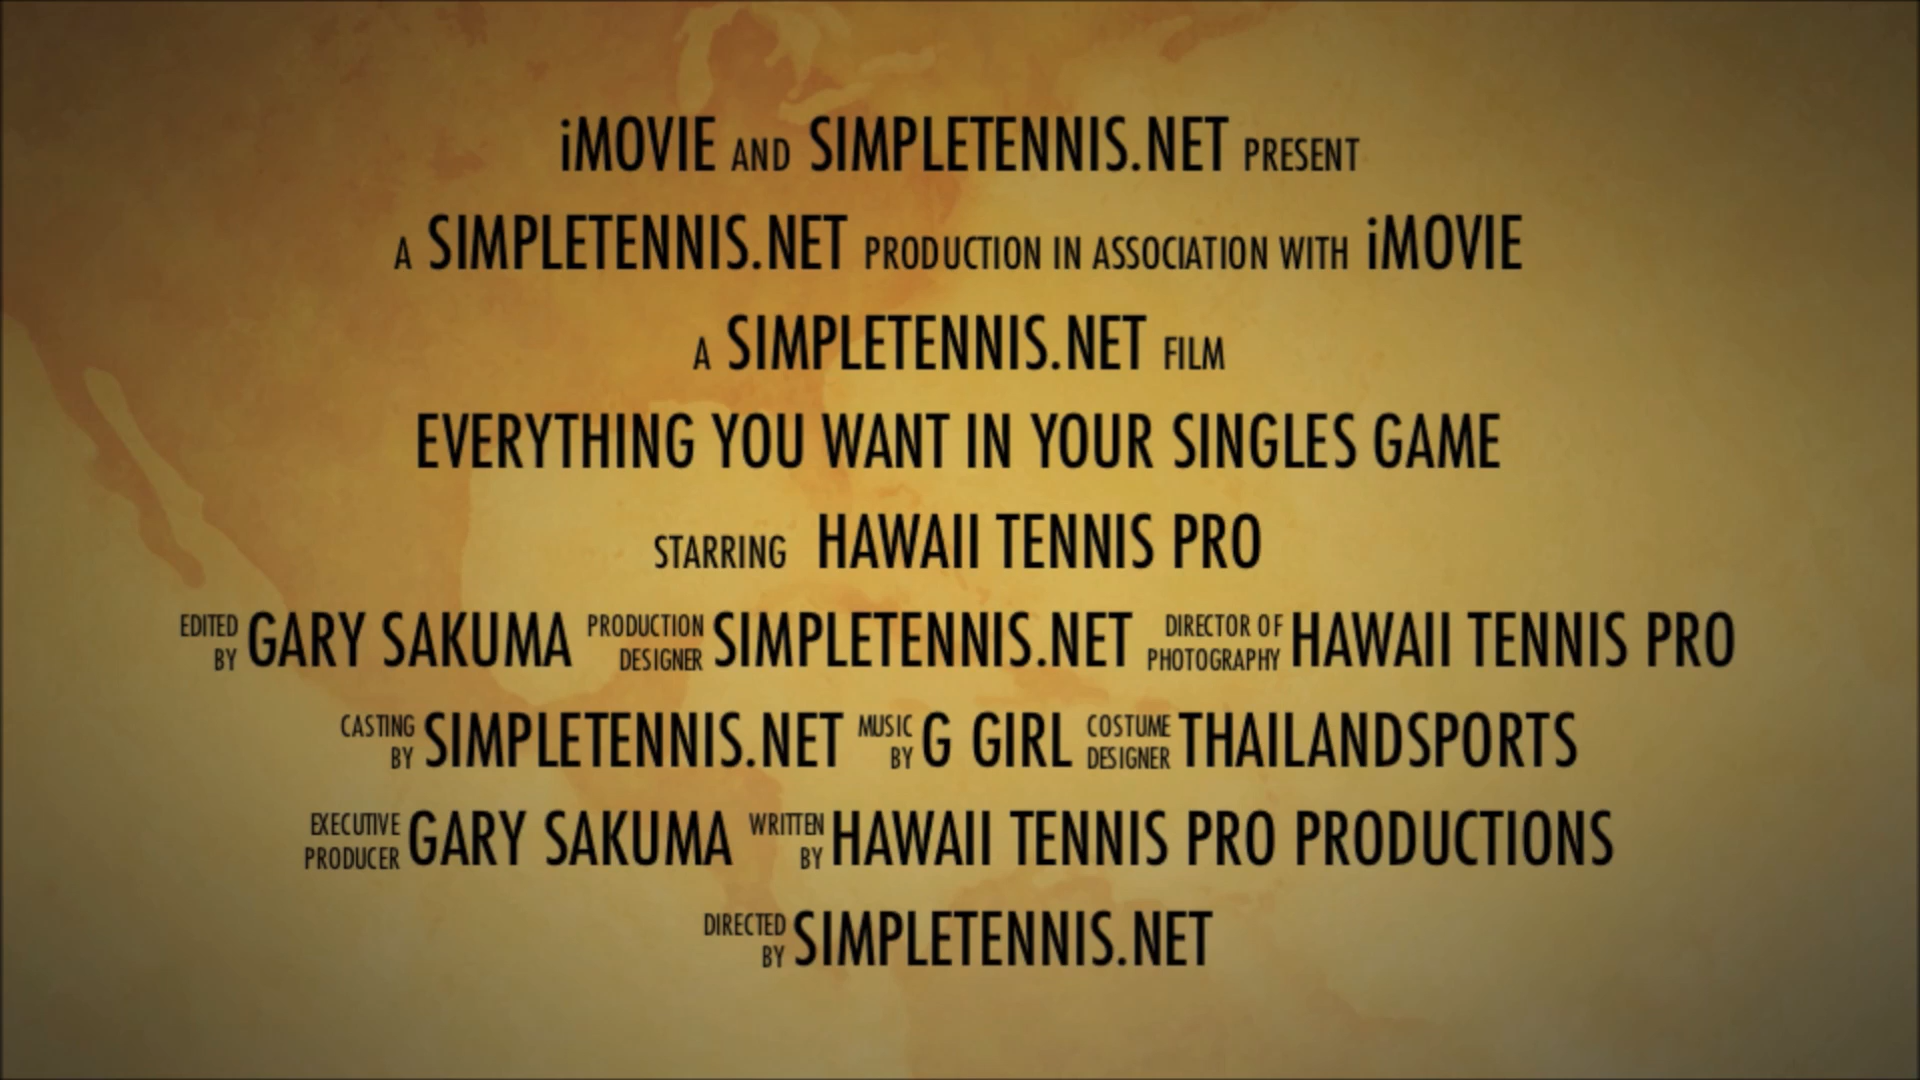 iMOVIE AND SIMPLETENNIS.NET PRESENT
A SIMPLETENNIS.NET PRODUCTION IN ASSOCIATION WITH iMOVIE
A SIMPLETENNIS.NET FILM
EVERYTHING YOU WANT IN YOUR SINGLES GAME
STARRING HAWAII TENNIS PRO
EDITED BY GARY SAKUMA PRODUCTION DESIGNER SIMPLETENNIS.NET DIRECTOR OF PHOTOGRAPHY HAWAII TENNIS PRO
CASTING BY SIMPLETENNIS.NET MUSIC BY G GIRL COSTUME DESIGNER THAILANDSPORTS
EXECUTIVE PRODUCER GARY SAKUMA WRITTEN BY HAWAII TENNIS PRO PRODUCTIONS
DIRECTED BY SIMPLETENNIS.NET